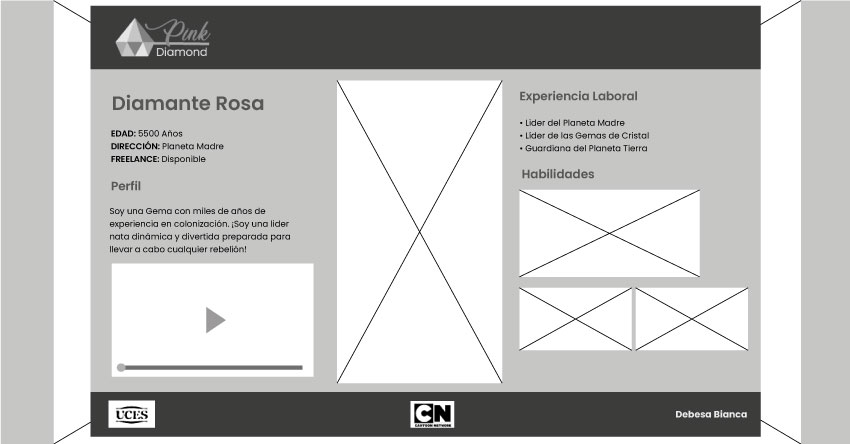 Pink
Diamond
Diamante Rosa
EDAD: 5500 Años
DIRECCIÓN: Planeta Madre
FREELANCE: Disponible
Perfil
Soy una Gema con miles de años de
experiencia en colonización. ¡Soy una lider
nata dinámica y divertida preparada para
llevar a cabo cualquier rebelión!
Experiencia Laboral
• Lider del Planeta Madre
• Lider de las Gemas de Cristal
• Guardiana del Planeta Tierra
Habilidades
UCES
CN
CARTOON NETWORK
Debesa Bianca